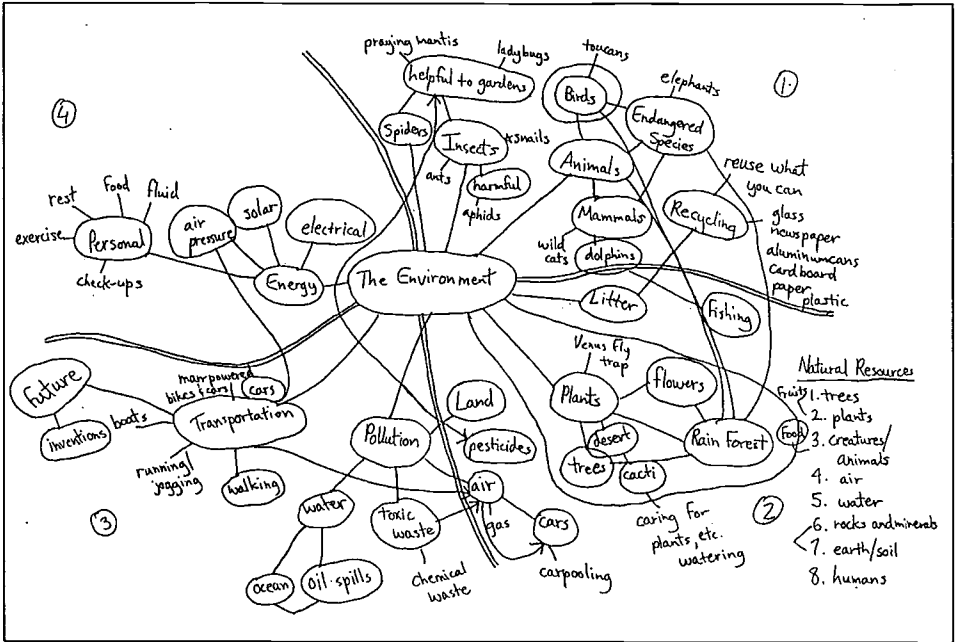 praying mantis
ladybugs
helpful to gardens
Spiders
Insects
*snails
ants
harmful
aphids
toucans
Birds
elephants
1.
Endangered
Species
Animals
Mammals
wild
cats
dolphins
reuse what
you can
Recycling
glass
newspaper
aluminum cans
cardboard
paper
plastic
Litter
Fishing
4
rest
food
fluid
exercise
Personal
check-ups
air
pressure
solar
electrical
Energy
The Environment
Future
inventions
boats
man powered
bikes & cars
cars
Transportation
running/
jogging
walking
3
Pollution
Land
pesticides
water
toxic
waste
air
gas
cars
carpooling
ocean
oil spills
chemical
waste
Venus Fly
trap
Plants
flowers
desert
trees
cacti
Rain Forest
caring for
plants, etc.
watering
2
Food
fruits
Natural Resources
1. trees
2. plants
3. creatures/
animals
4. air
5. water
6. rocks and minerals
7. earth/soil
8. humans